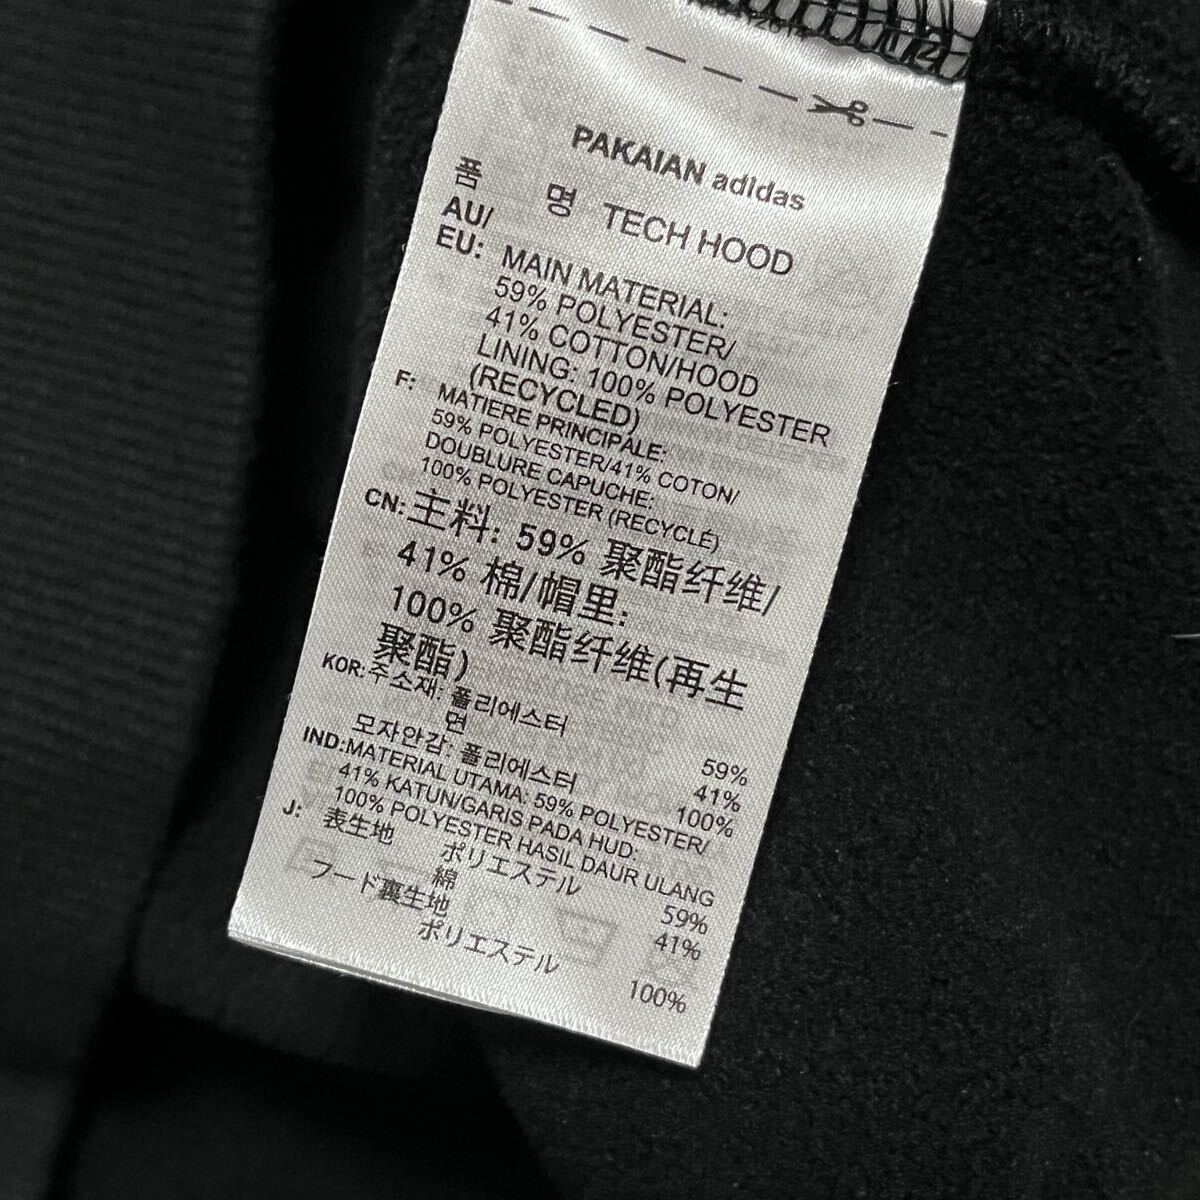 PAKAIAN adidas
품 명 TECH HOOD
AU/
EU: MAIN MATERIAL:
59% POLYESTER/
41% COTTON/HOOD
LINING: 100% POLYESTER
(RECYCLED)
F: MATIERE PRINCIPALE:
59% POLYESTER/41% COTON/
DOUBLURE CAPUCHE:
100% POLYESTER (RECYCLÉ)
CN: 主料: 59% 聚酯纤维/
41% 棉/帽里:
100% 聚酯纤维(再生
聚酯)
KOR: 주소재: 폴리에스터 59%
면 41%
모자안감: 폴리에스터 100%
IND: MATERIAL UTAMA: 59% POLYESTER/
41% KATUN/GARIS PADA HUD:
100% POLYESTER HASIL DAUR ULANG
J: 表生地 ポリエステル 59%
綿 41%
フード裏生地
ポリエステル 100%